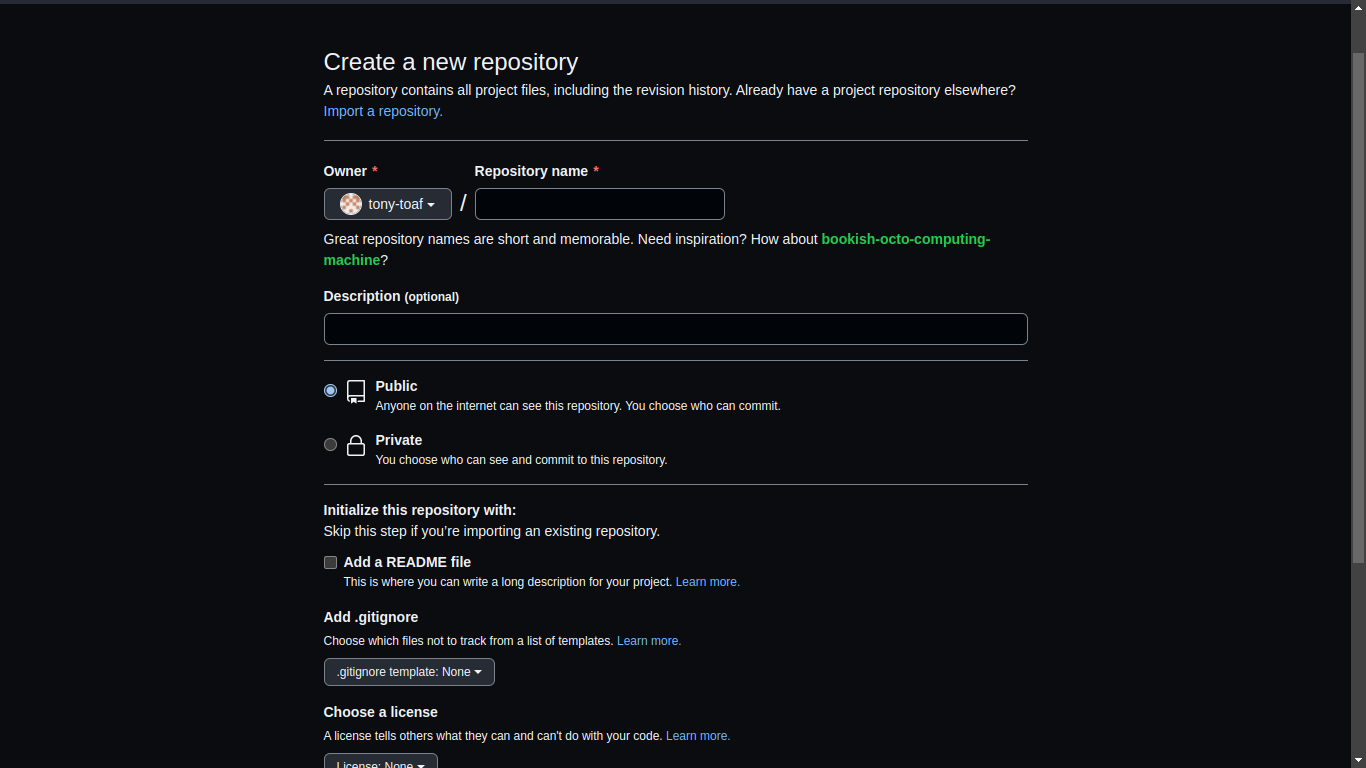 Create a new repository
A repository contains all project files, including the revision history. Already have a project repository elsewhere?
Import a repository.
Owner * Repository name *
tony-toaf /
Great repository names are short and memorable. Need inspiration? How about bookish-octo-computing-
machine?
Description (optional)
Public
Anyone on the internet can see this repository. You choose who can commit.
Private
You choose who can see and commit to this repository.
Initialize this repository with:
Skip this step if you’re importing an existing repository.
Add a README file
This is where you can write a long description for your project. Learn more.
Add .gitignore
Choose which files not to track from a list of templates. Learn more.
.gitignore template: None
Choose a license
A license tells others what they can and can't do with your code. Learn more.
License: None